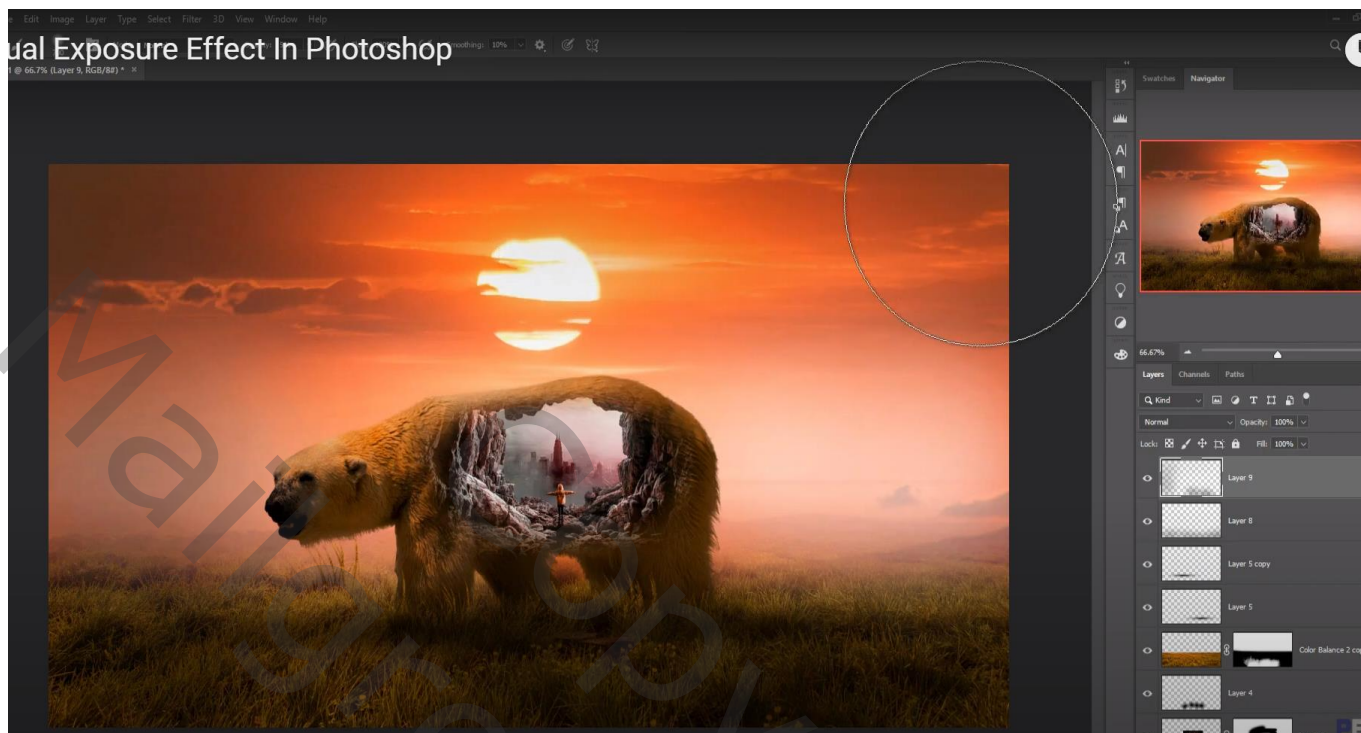 Edit Image Layer Type Select Filter 3D View Window Help
ual Exposure Effect In Photoshop
Smoothing: 10%
@ 66.7% (Layer 9, RGB/8#) * ×
Swatches Navigator
66.67%
Layers Channels Paths
Kind
Normal Opacity: 100%
Lock: Fill: 100%
Layer 9
Layer 8
Layer 5 copy
Layer 5
Color Balance 2 cop
Layer 4